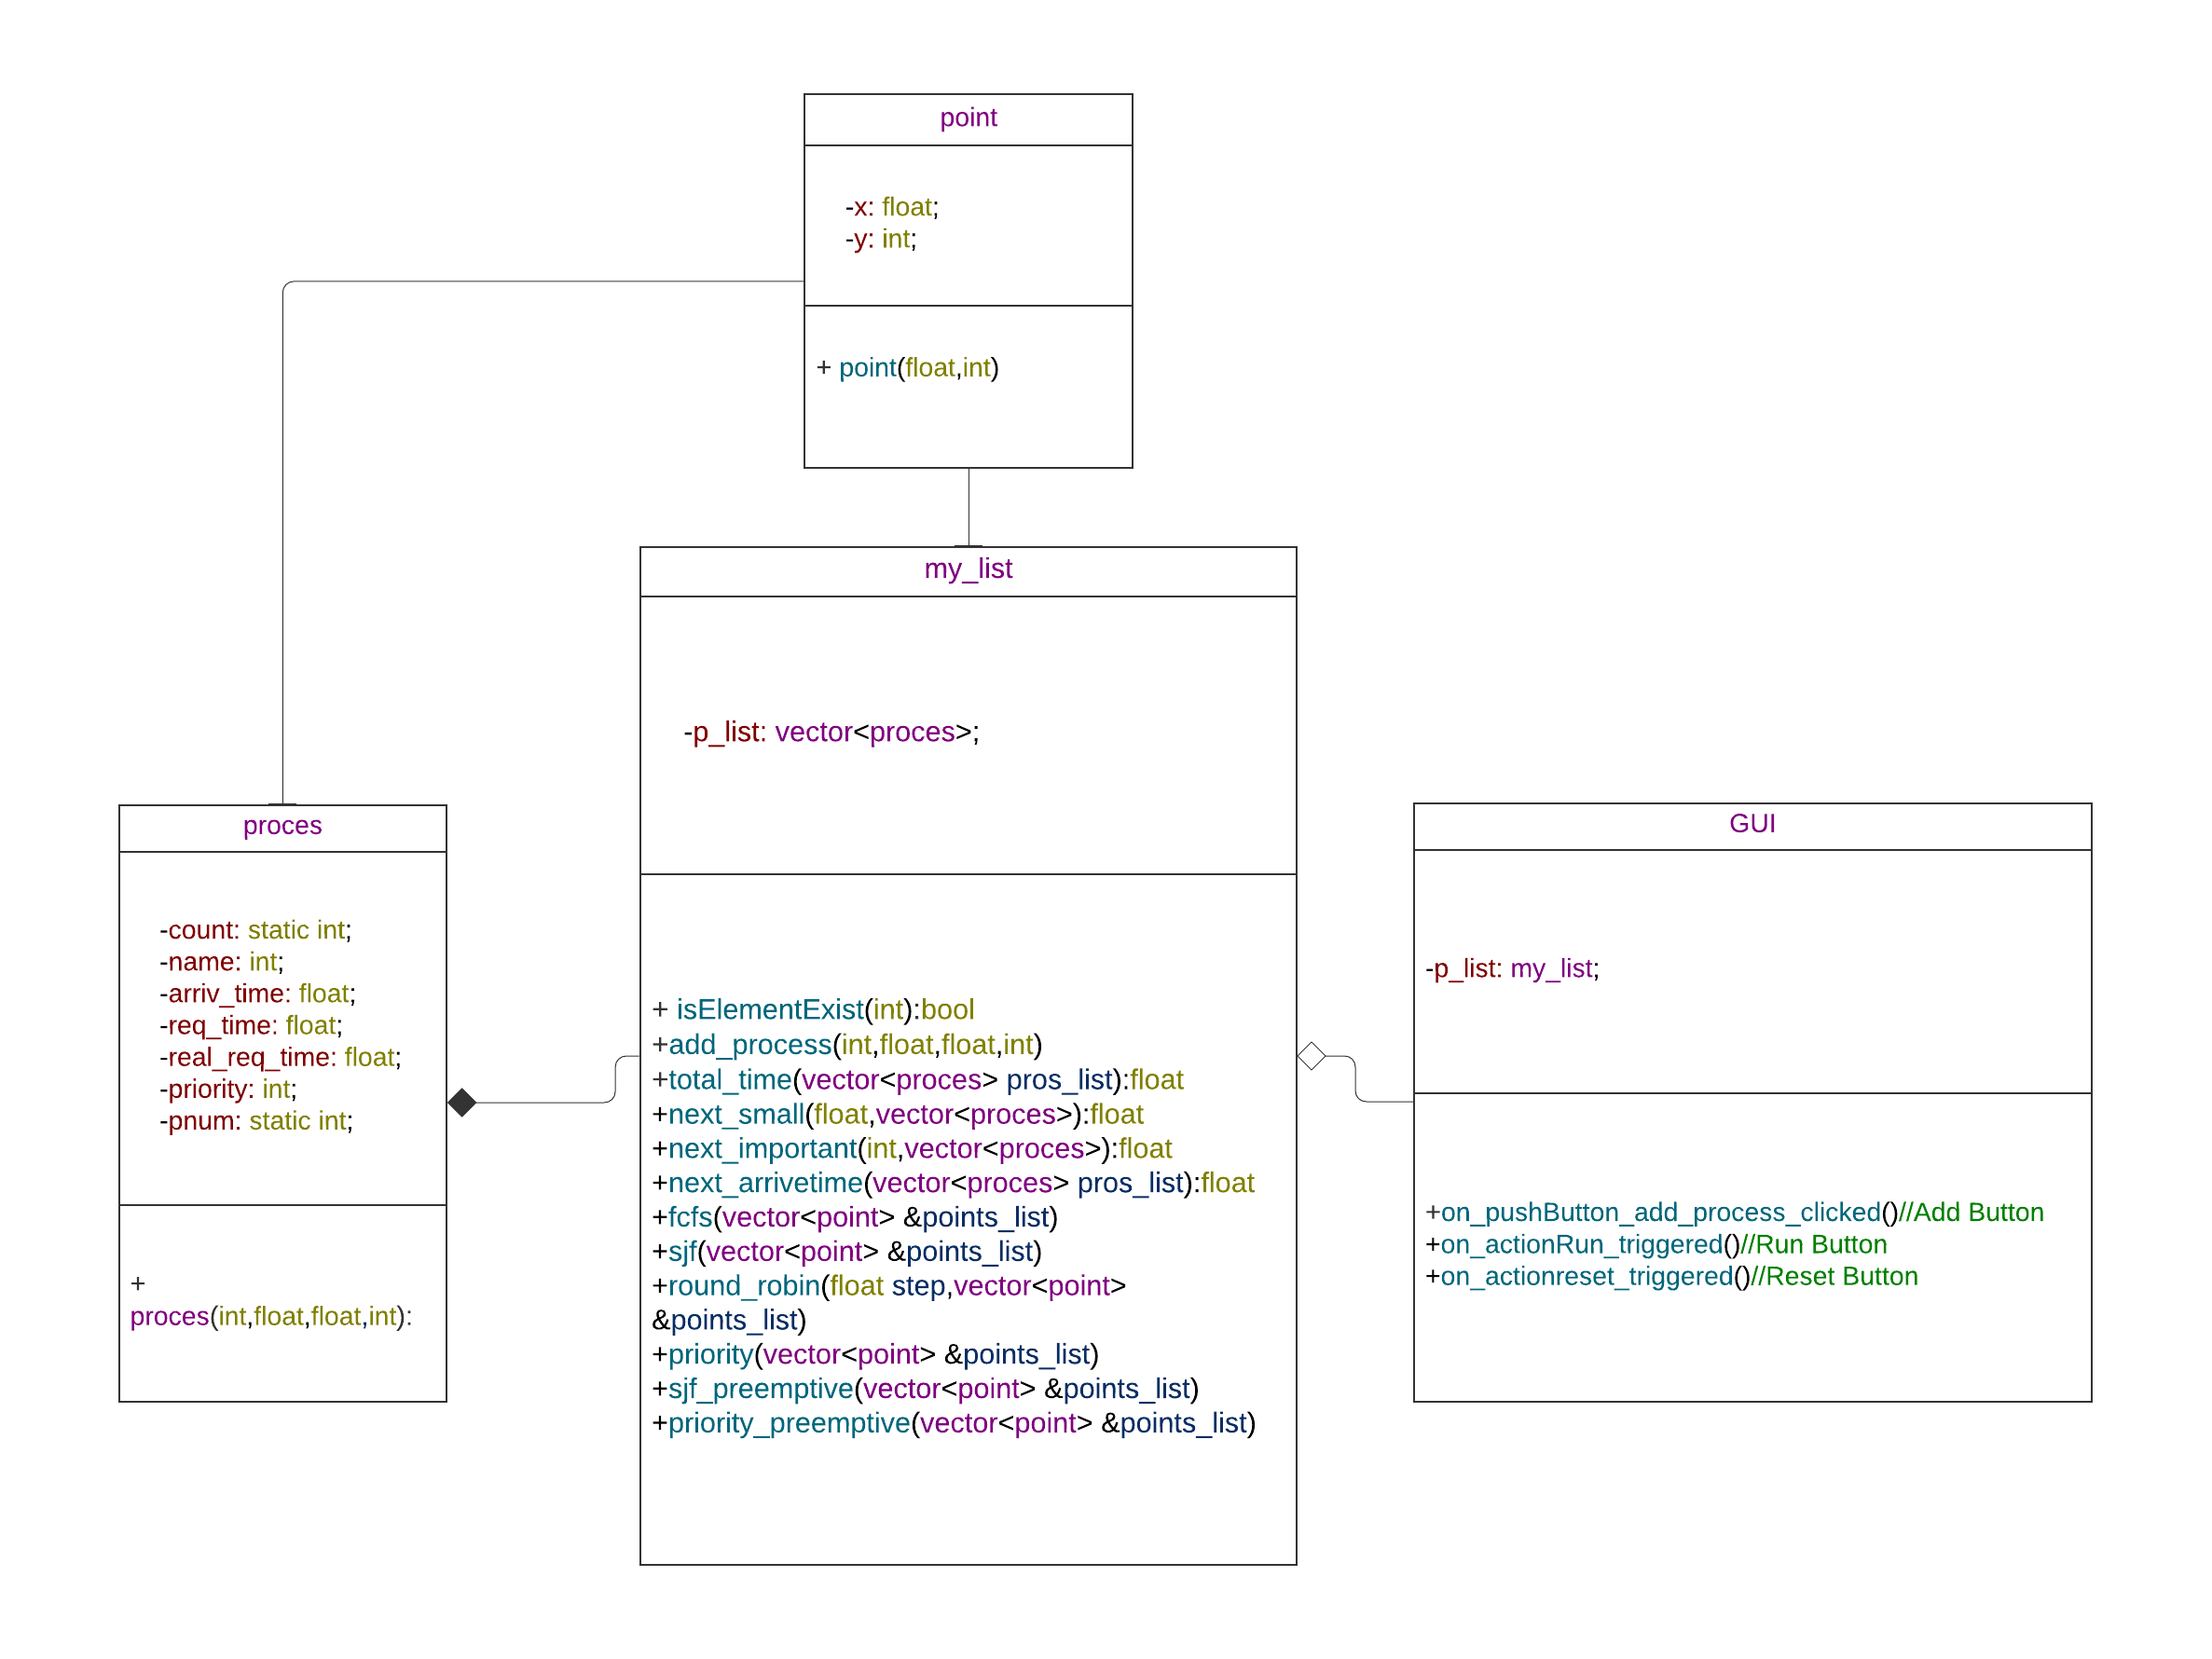 point
-x: float;
-y: int;
+ point(float,int)
my_list
-p_list: vector<proces>;
+ isElementExist(int):bool
+add_process(int,float,float,int)
+total_time(vector<proces> pros_list):float
+next_small(float,vector<proces>):float
+next_important(int,vector<proces>):float
+next_arrivetime(vector<proces> pros_list):float
+fcfs(vector<point> &points_list)
+sjf(vector<point> &points_list)
+round_robin(float step,vector<point>
&points_list)
+priority(vector<point> &points_list)
+sjf_preemptive(vector<point> &points_list)
+priority_preemptive(vector<point> &points_list)
proces
-count: static int;
-name: int;
-arriv_time: float;
-req_time: float;
-real_req_time: float;
-priority: int;
-pnum: static int;
+
proces(int,float,float,int):
GUI
-p_list: my_list;
+on_pushButton_add_process_clicked()//Add Button
+on_actionRun_triggered()//Run Button
+on_actionreset_triggered()//Reset Button